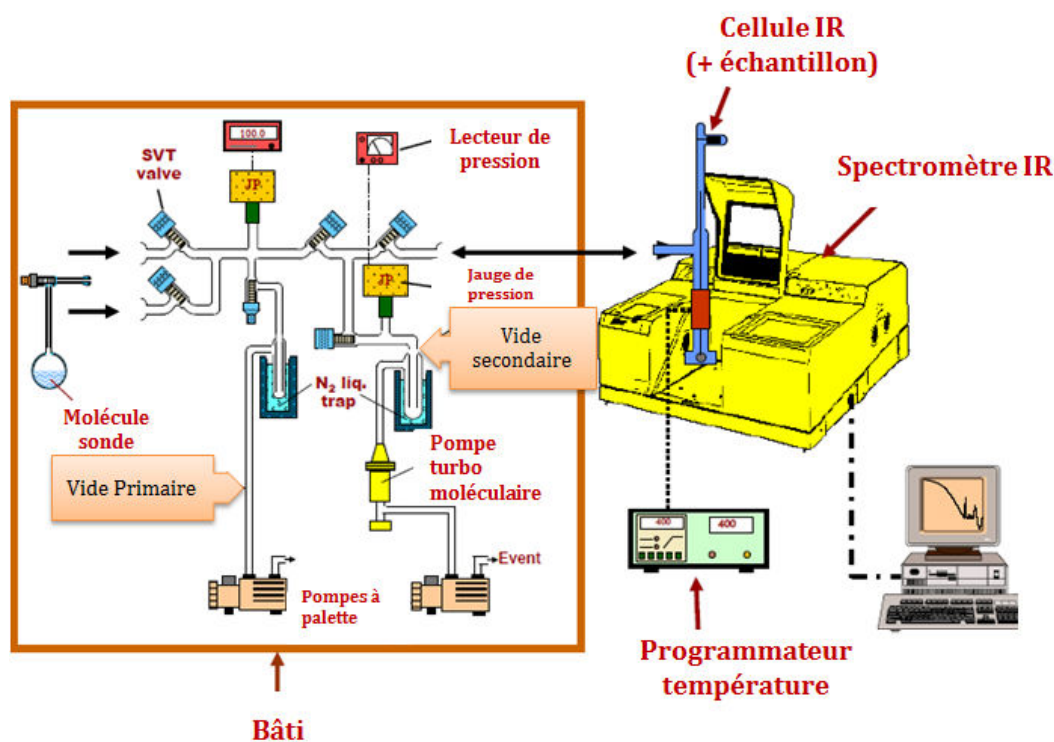 Cellule IR
(+ échantillon)
100.0
Lecteur de
pression
SVT
valve
JP
Spectromètre IR
JP
Jauge de
pression
Vide
secondaire
N₂ liq.
trap
Molécule
sonde
Pompe
turbo
moléculaire
Vide Primaire
400
400
Event
Pompes à
palette
Programmateur
température
Bâti